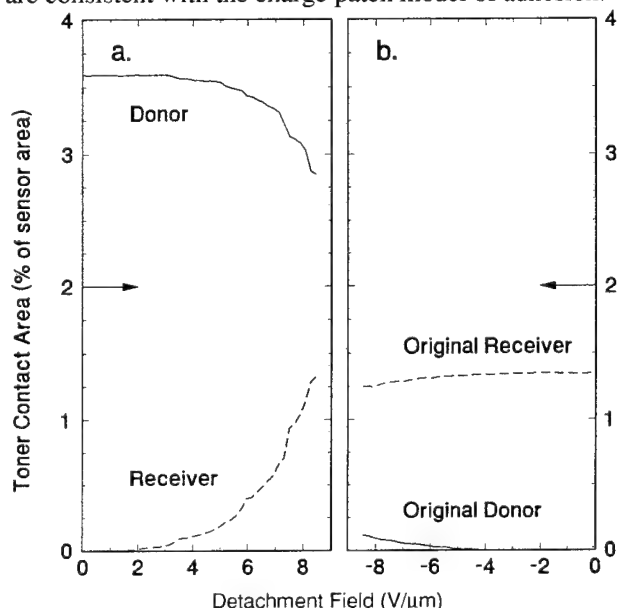 are consistent with the charge patch model of adhesion.
4
4
a.
b.
Donor
3
3
Toner Contact Area (% of sensor area)
2
2
Original Receiver
1
1
Receiver
Original Donor
0
0
0 2 4 6 8
-8 -6 -4 -2 0
Detachment Field (V/μm)